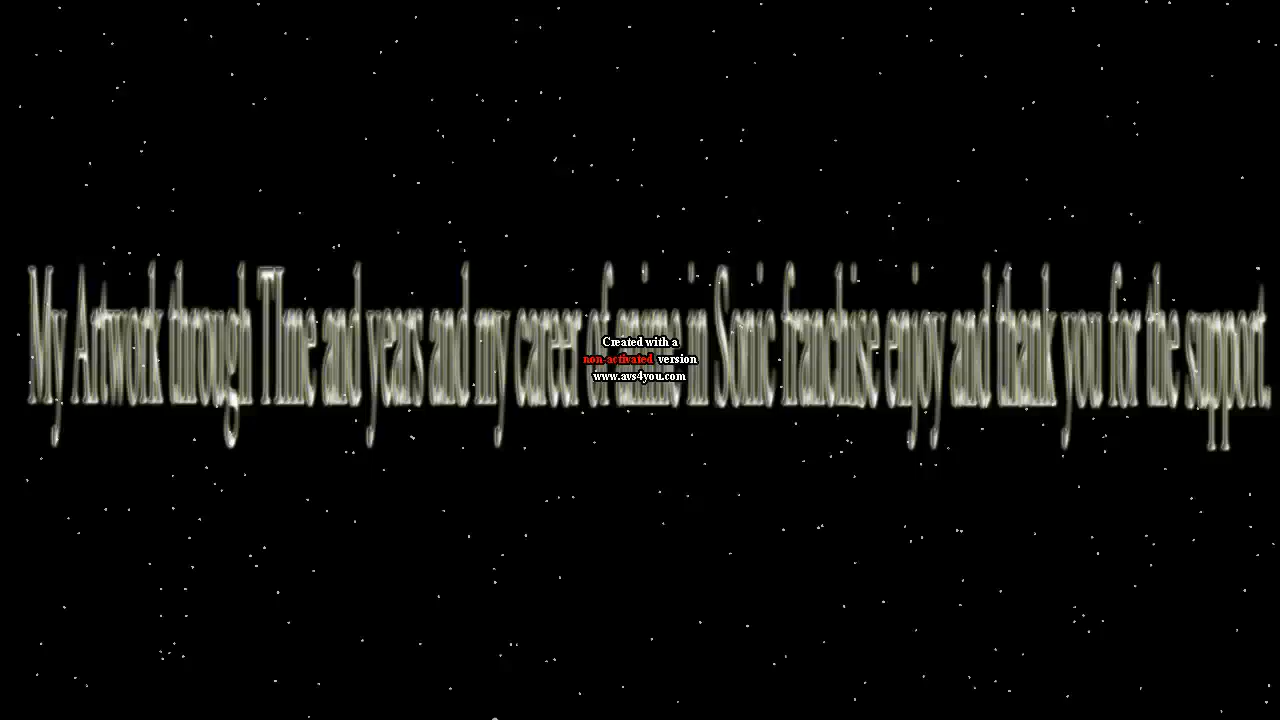 My Artwork through Time and years and my career of anime in Sonic franchise enjoy and thank you for the support.
Created with a
non-activated version
www.avs4you.com